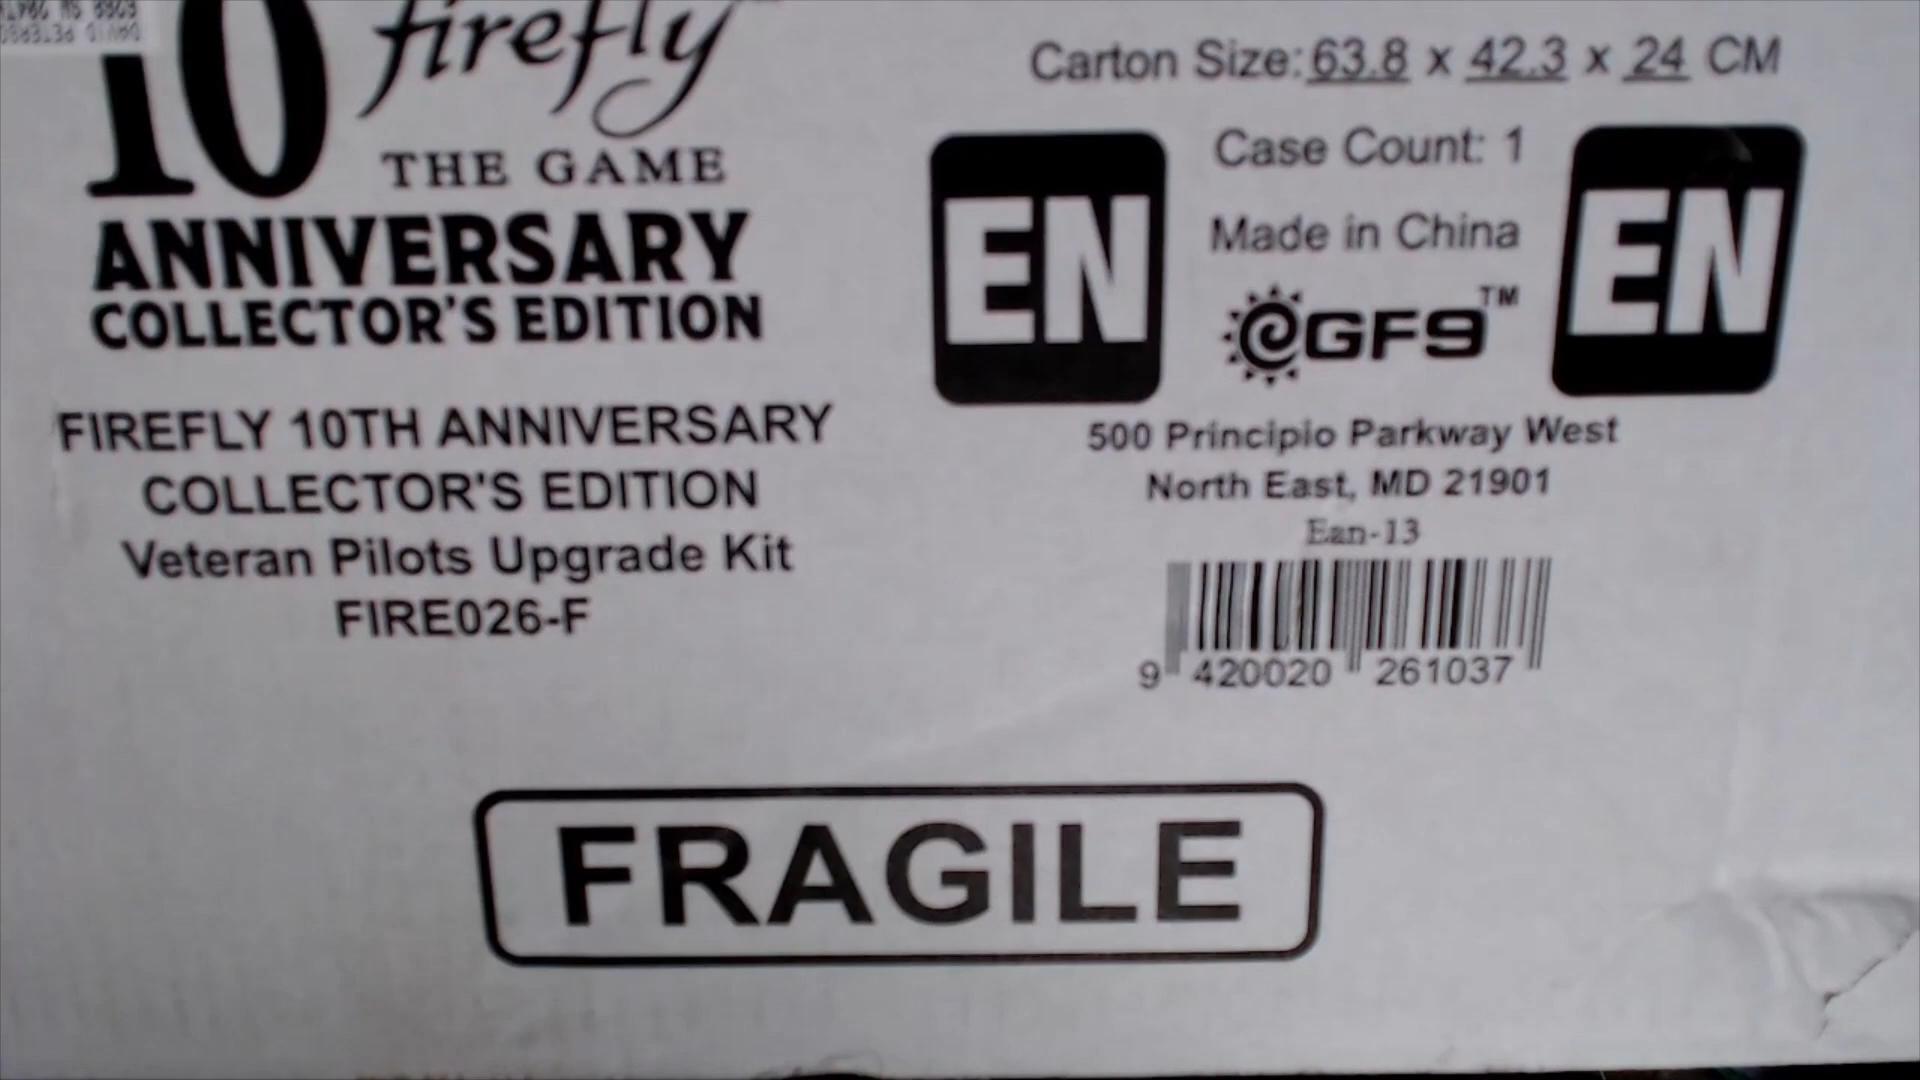 10 firefly
THE GAME
ANNIVERSARY
COLLECTOR'S EDITION
FIREFLY 10TH ANNIVERSARY
COLLECTOR'S EDITION
Veteran Pilots Upgrade Kit
FIRE026-F
Carton Size: 63.8 x 42.3 x 24 CM
Case Count: 1
EN
Made in China
EN
GF9™
500 Principio Parkway West
North East, MD 21901
Ean-13
9 420020 261037
FRAGILE